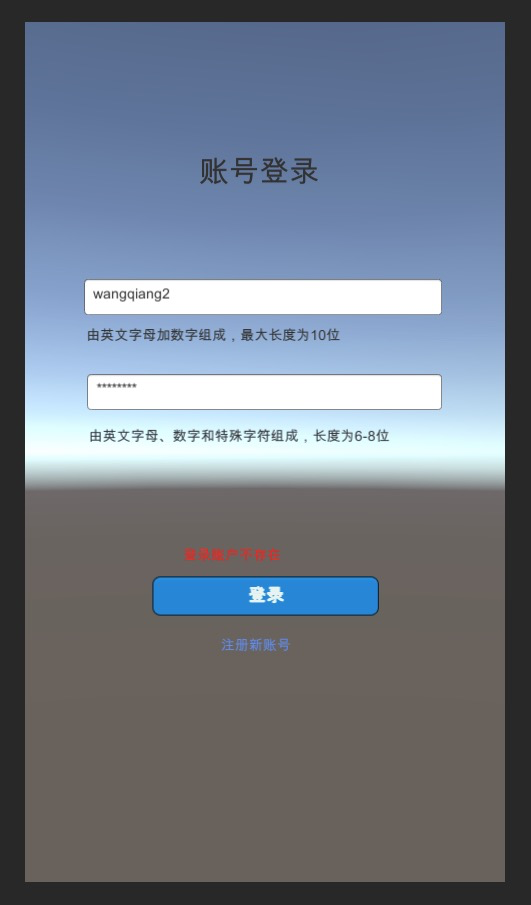 账号登录
wangqiang2
由英文字母加数字组成，最大长度为10位
********
由英文字母、数字和特殊字符组成，长度为6-8位
登录账户不存在
登录
注册新账号